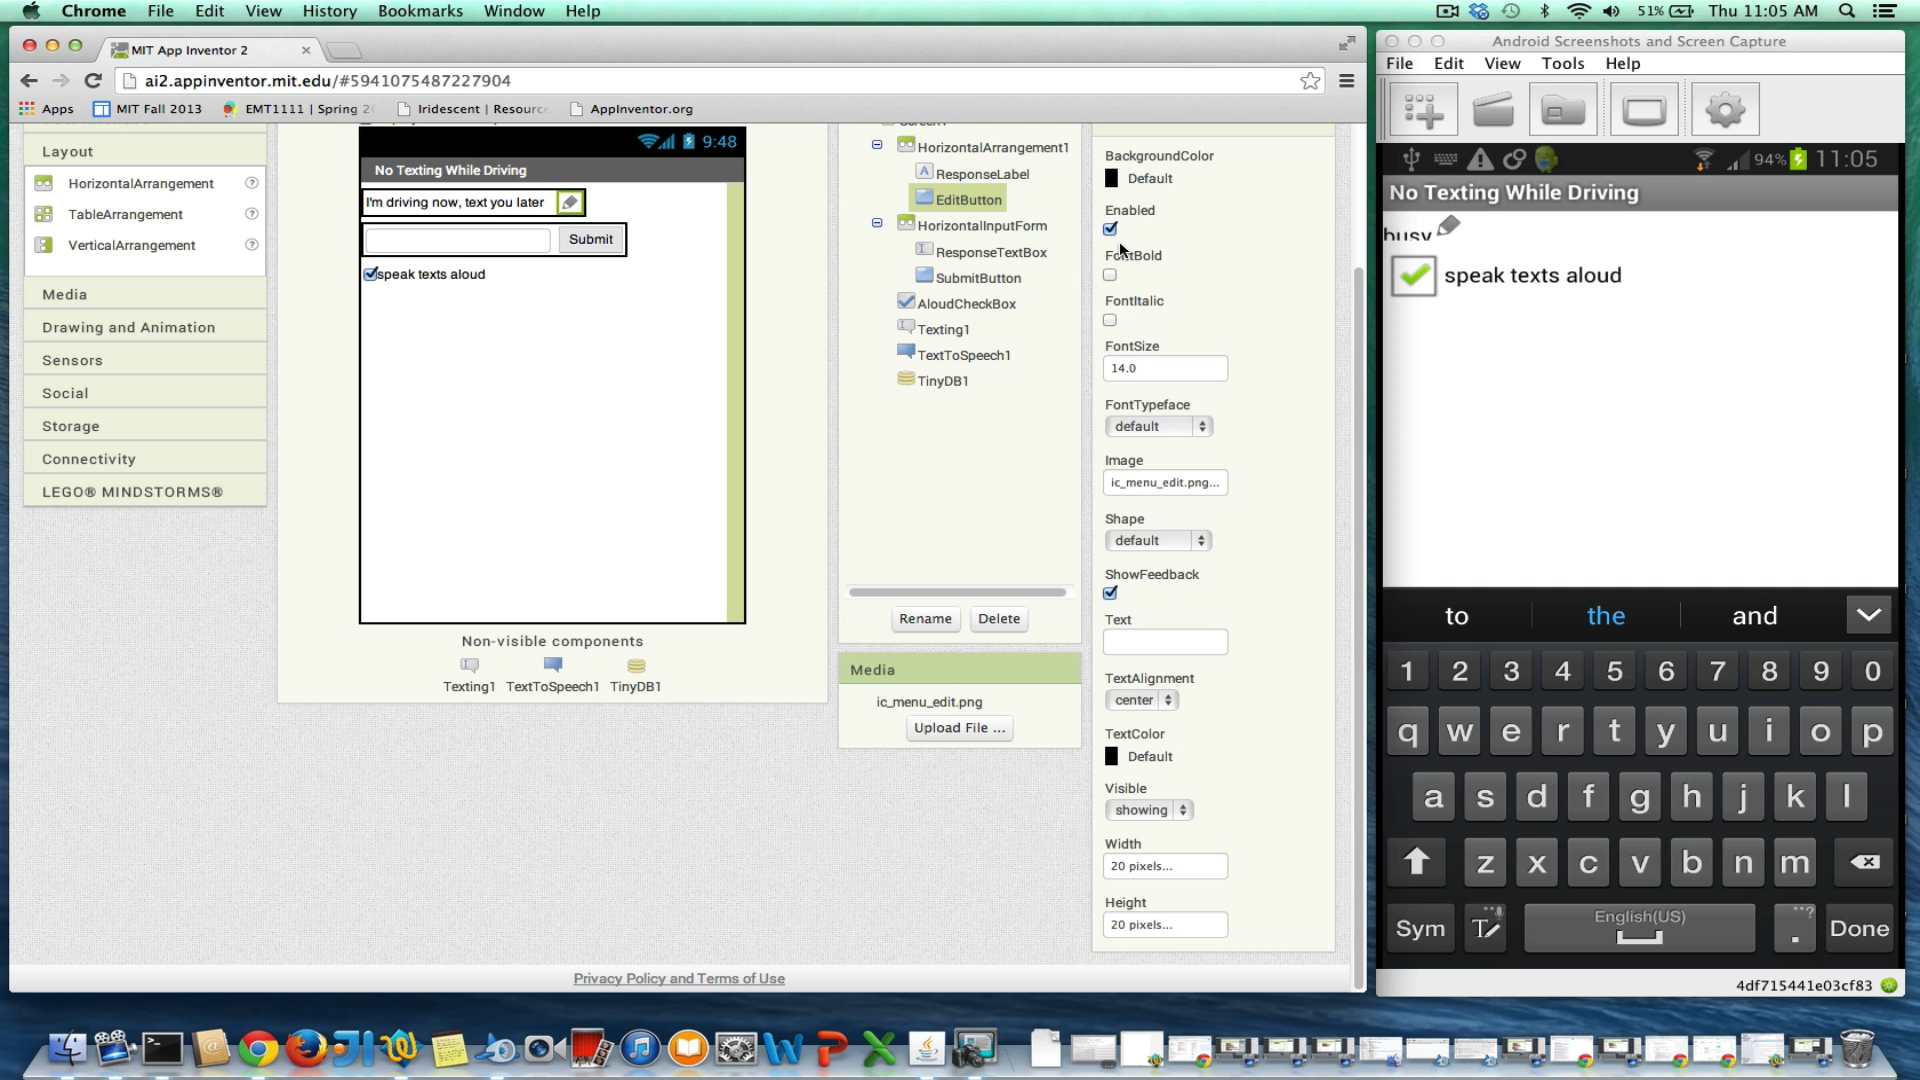 Chrome File Edit View History Bookmarks Window Help
51% Thu 11:05 AM
MIT App Inventor 2
ai2.appinventor.mit.edu/#5941075487227904
Apps MIT Fall 2013 EMT1111 | Spring 2 Iridescent | Resourc AppInventor.org
Layout
HorizontalArrangement
TableArrangement
VerticalArrangement
Media
Drawing and Animation
Sensors
Social
Storage
Connectivity
LEGO® MINDSTORMS®
9:48
No Texting While Driving
I'm driving now, text you later
Submit
speak texts aloud
Non-visible components
Texting1 TextToSpeech1 TinyDB1
HorizontalArrangement1
ResponseLabel
EditButton
HorizontalInputForm
ResponseTextBox
SubmitButton
AloudCheckBox
Texting1
TextToSpeech1
TinyDB1
Rename Delete
Media
ic_menu_edit.png
Upload File ...
BackgroundColor
Default
Enabled
FontBold
FontItalic
FontSize
14.0
FontTypeface
default
Image
ic_menu_edit.png...
Shape
default
ShowFeedback
Text
TextAlignment
center
TextColor
Default
Visible
showing
Width
20 pixels...
Height
20 pixels...
Privacy Policy and Terms of Use
Android Screenshots and Screen Capture
File Edit View Tools Help
94% 11:05
No Texting While Driving
busy
speak texts aloud
to the and
1 2 3 4 5 6 7 8 9 0
q w e r t y u i o p
a s d f g h j k l
z x c v b n m
Sym English(US) . Done
4df715441e03cf83